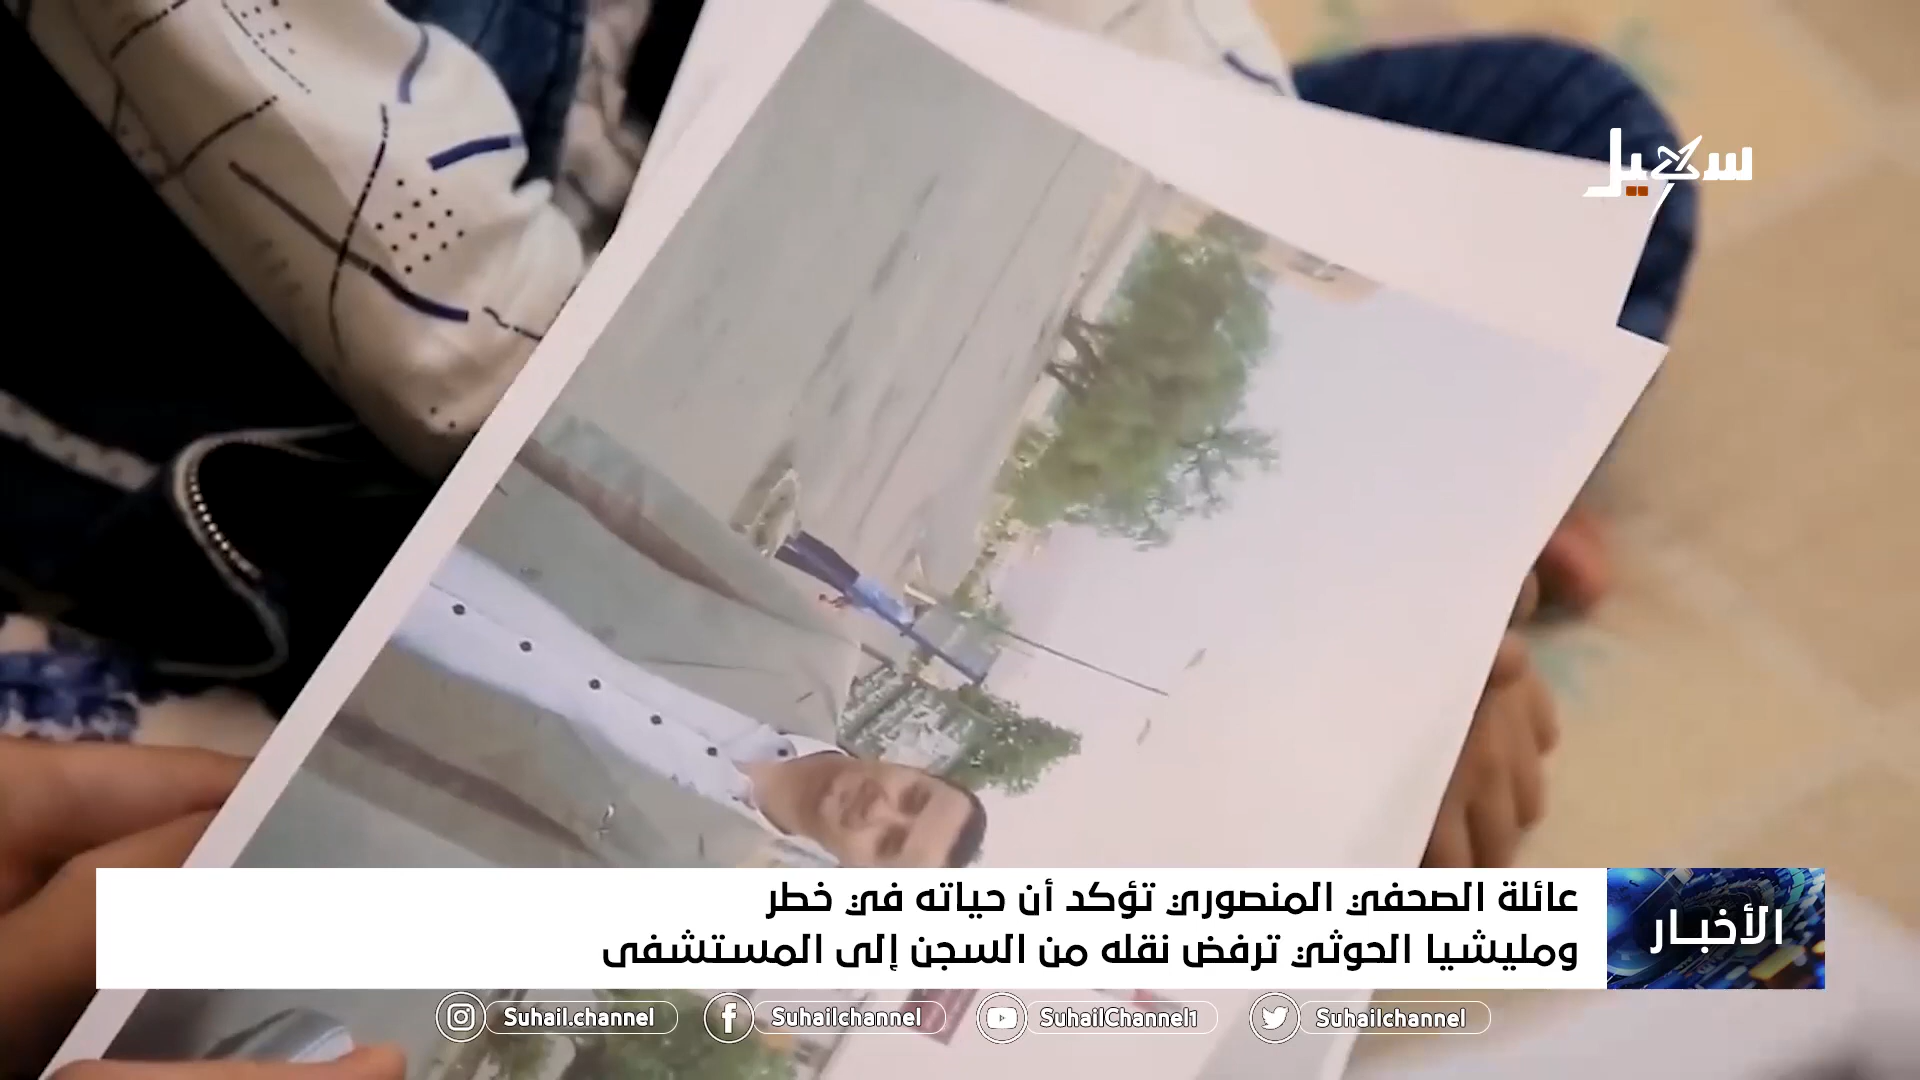 سهيل
عائلة الصحفي المنصوري تؤكد أن حياته في خطر
ومليشيا الحوثي ترفض نقله من السجن إلى المستشفى
الأخبار
Suhail.channel
Suhailchannel
SuhailChannel1
Suhailchannel